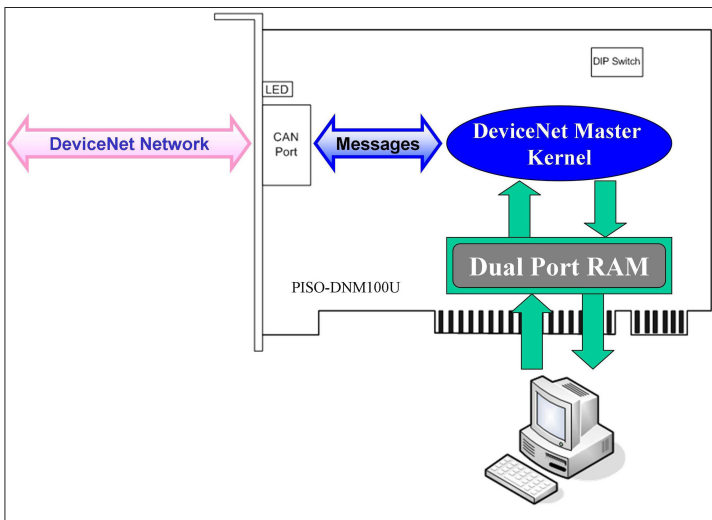 DIP Switch
LED
CAN
Port
DeviceNet Network
Messages
DeviceNet Master
Kernel
Dual Port RAM
PISO-DNM100U